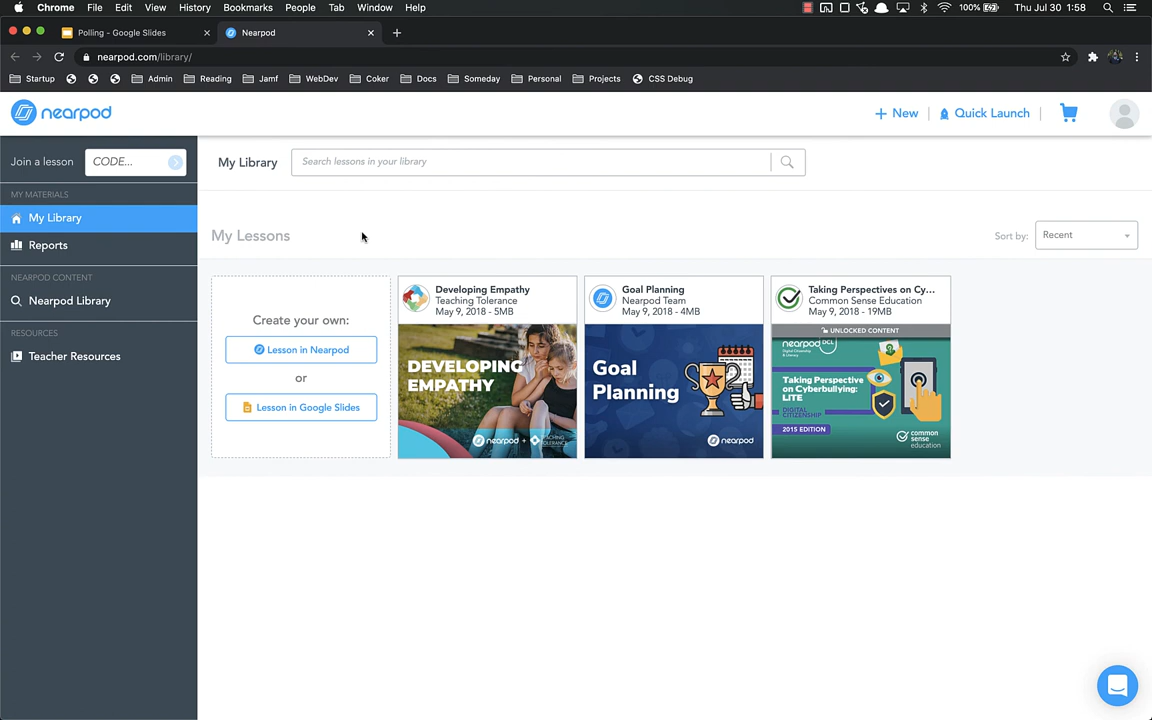 Chrome File Edit View History Bookmarks People Tab Window Help 100% Thu Jul 30 1:58
Polling - Google Slides Nearpod
nearpod.com/library/
Startup Admin Reading Jamf WebDev Coker Docs Someday Personal Projects CSS Debug
nearpod + New Quick Launch
Join a lesson CODE...
My Library Search lessons in your library
MY MATERIALS
My Library
Reports
NEARPOD CONTENT
Nearpod Library
RESOURCES
Teacher Resources
My Lessons Sort by: Recent
Create your own:
Lesson in Nearpod
or
Lesson in Google Slides
Developing Empathy
Teaching Tolerance
May 9, 2018 - 5MB
DEVELOPING
EMPATHY
nearpod + TEACHING
TOLERANCE
Goal Planning
Nearpod Team
May 9, 2018 - 4MB
Goal
Planning
nearpod
Taking Perspectives on Cy...
Common Sense Education
May 9, 2018 - 19MB
UNLOCKED CONTENT
nearpod DCL
Digital Citizenship
& Literacy
Taking Perspective
on Cyberbullying:
LITE
DIGITAL
CITIZENSHIP
2015 EDITION
common
sense
education